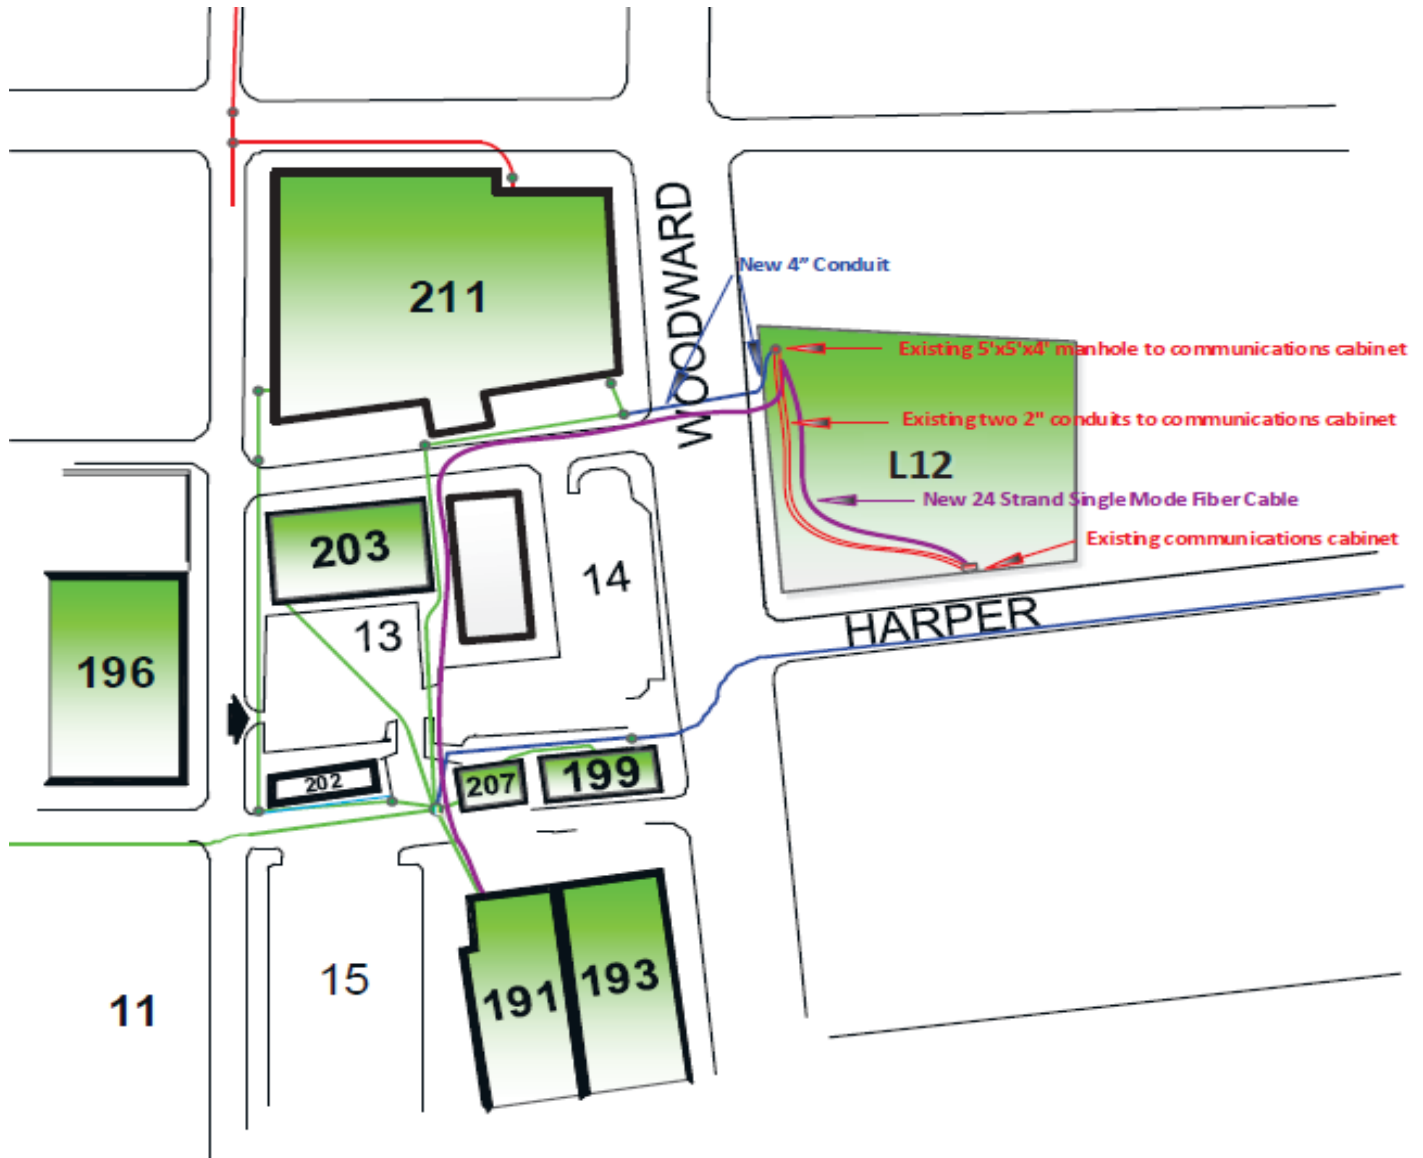 211
WOODWARD
New 4” Conduit
Existing 5'x5'x4' manhole to communications cabinet
Existing two 2" conduits to communications cabinet
L12
New 24 Strand Single Mode Fiber Cable
Existing communications cabinet
203
14
HARPER
13
196
202
207
199
15
11
191
193